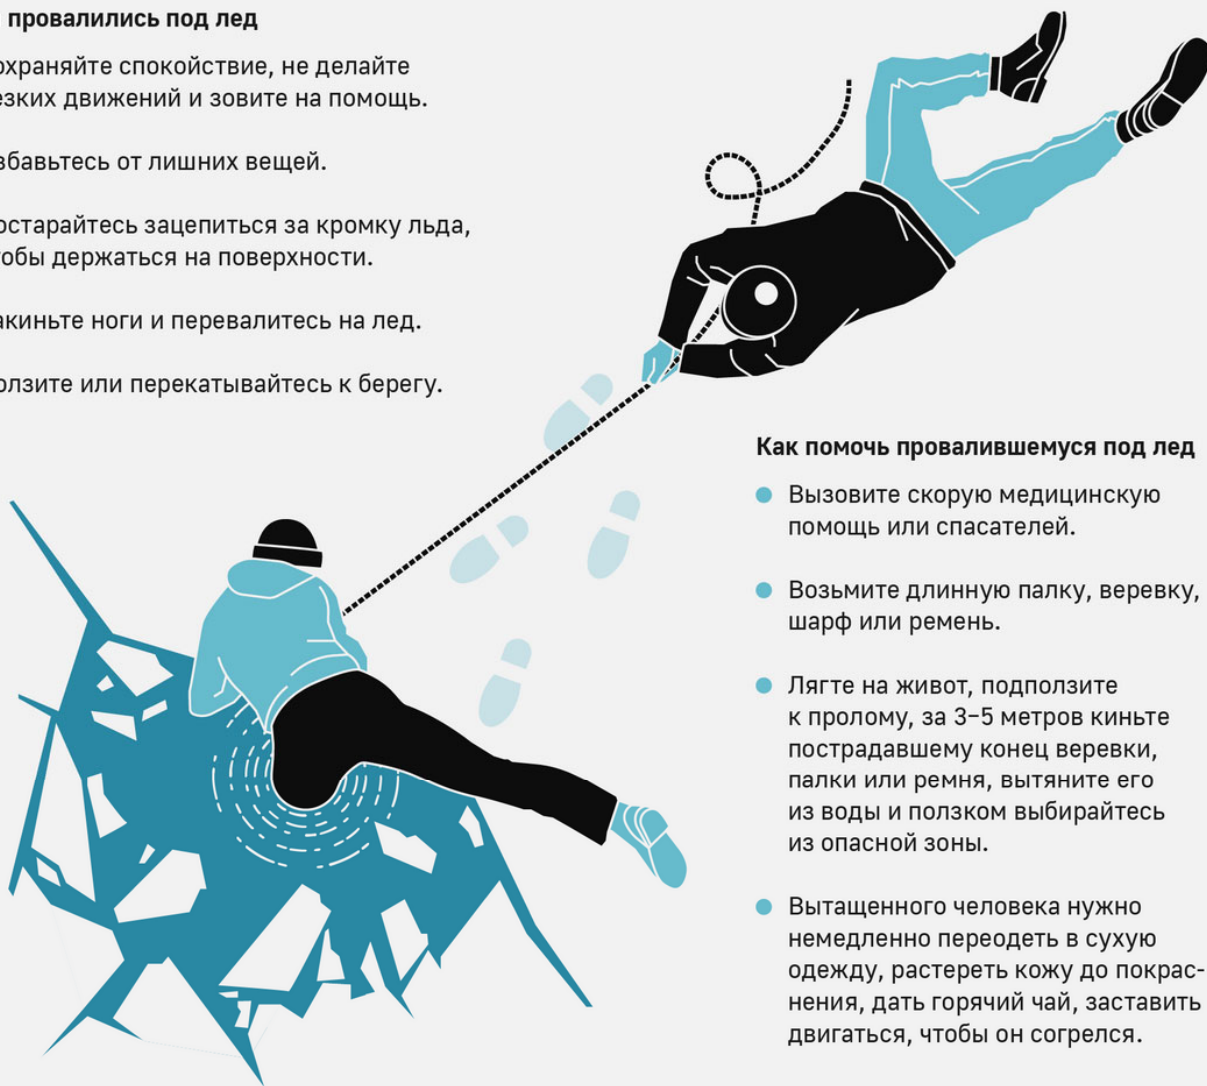 провалились под лед
охраняйте спокойствие, не делайте
езких движений и зовите на помощь.
збавьтесь от лишних вещей.
остарайтесь зацепиться за кромку льда,
тобы держаться на поверхности.
акиньте ноги и перевалитесь на лед.
олзите или перекатывайтесь к берегу.
Как помочь провалившемуся под лед
Вызовите скорую медицинскую
помощь или спасателей.
Возьмите длинную палку, веревку,
шарф или ремень.
Лягте на живот, подползите
к пролому, за 3–5 метров киньте
пострадавшему конец веревки,
палки или ремня, вытяните его
из воды и ползком выбирайтесь
из опасной зоны.
Вытащенного человека нужно
немедленно переодеть в сухую
одежду, растереть кожу до покрас-
нения, дать горячий чай, заставить
двигаться, чтобы он согрелся.